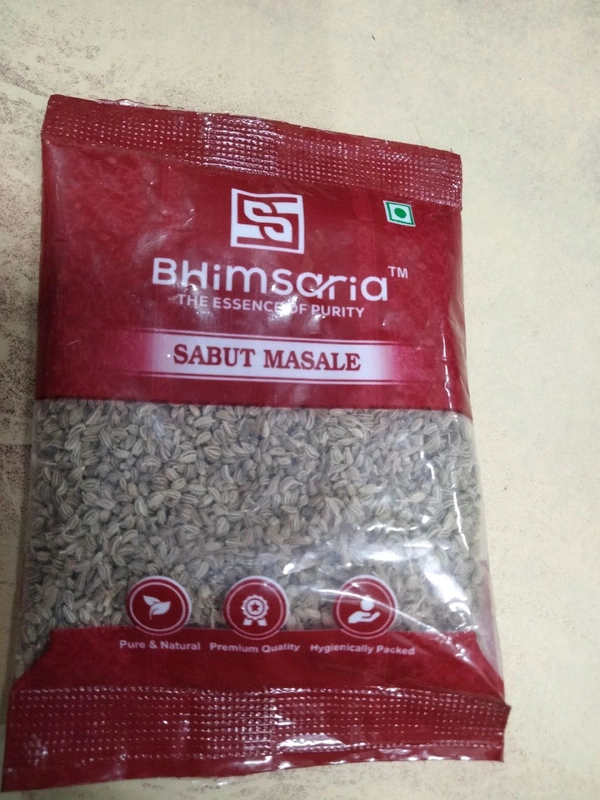 Bhimsaria™
THE ESSENCE OF PURITY
SABUT MASALE
Pure & Natural Premium Quality Hygienically Packed